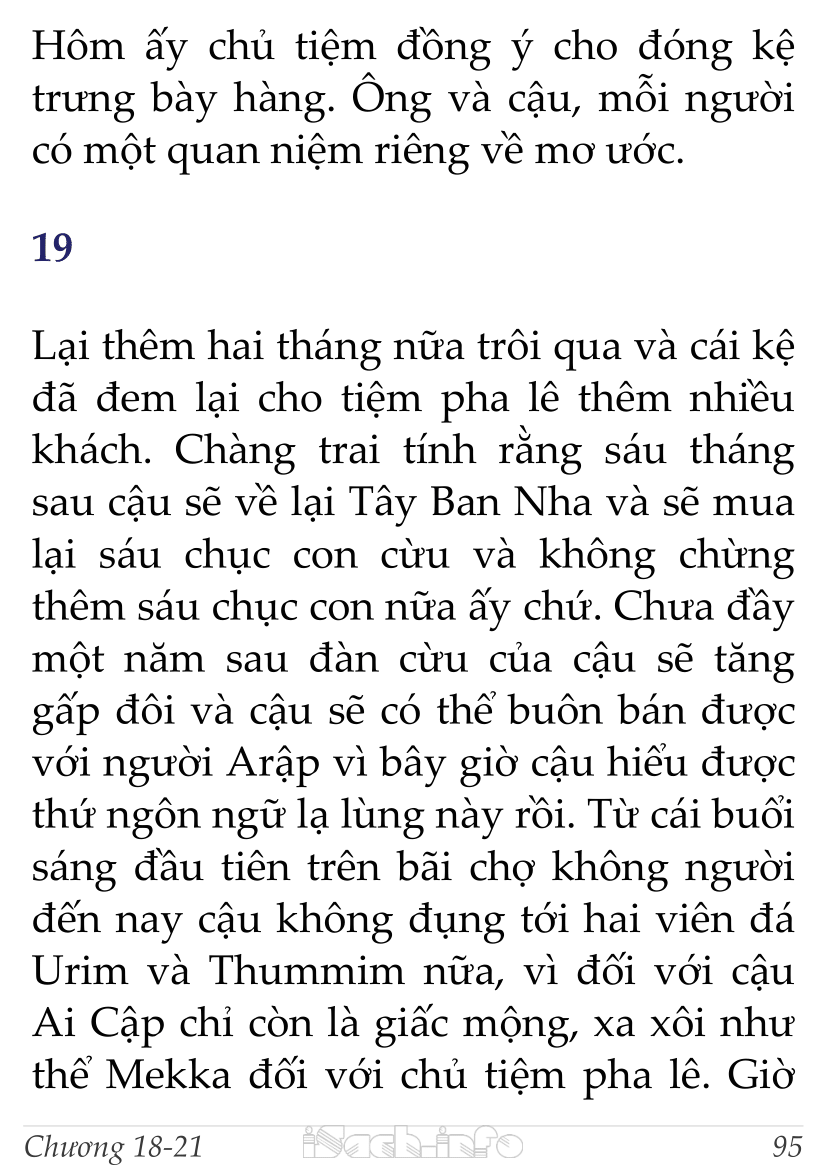 Hôm ấy chủ tiệm đồng ý cho đóng kệ
trưng bày hàng. Ông và cậu, mỗi người
có một quan niệm riêng về mơ ước.
19
Lại thêm hai tháng nữa trôi qua và cái kệ
đã đem lại cho tiệm pha lê thêm nhiều
khách. Chàng trai tính rằng sáu tháng
sau cậu sẽ về lại Tây Ban Nha và sẽ mua
lại sáu chục con cừu và không chừng
thêm sáu chục con nữa ấy chứ. Chưa đầy
một năm sau đàn cừu của cậu sẽ tăng
gấp đôi và cậu sẽ có thể buôn bán được
với người Arập vì bây giờ cậu hiểu được
thứ ngôn ngữ lạ lùng này rồi. Từ cái buổi
sáng đầu tiên trên bãi chợ không người
đến nay cậu không đụng tới hai viên đá
Urim và Thummim nữa, vì đối với cậu
Ai Cập chỉ còn là giấc mộng, xa xôi như
thể Mekka đối với chủ tiệm pha lê. Giờ
Chương 18-21 iSach.info 95